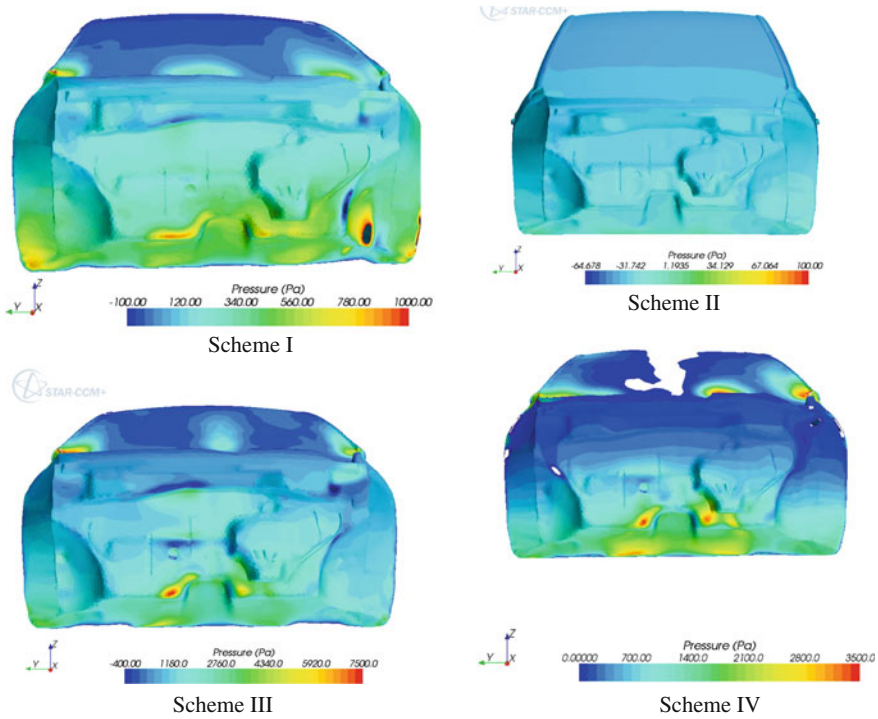 STAR-CCM+
Z
Y
X
Pressure (Pa)
-100.00 120.00 340.00 560.00 780.00 1000.00
Scheme I
Z
Y
X
Pressure (Pa)
-64.678 -31.742 1.1935 34.129 67.064 100.00
Scheme II
STAR-CCM+
Z
Y
X
Pressure (Pa)
-400.00 1180.0 2760.0 4340.0 5920.0 7500.0
Scheme III
Z
Y
X
Pressure (Pa)
0.00000 700.00 1400.0 2100.0 2800.0 3500.0
Scheme IV